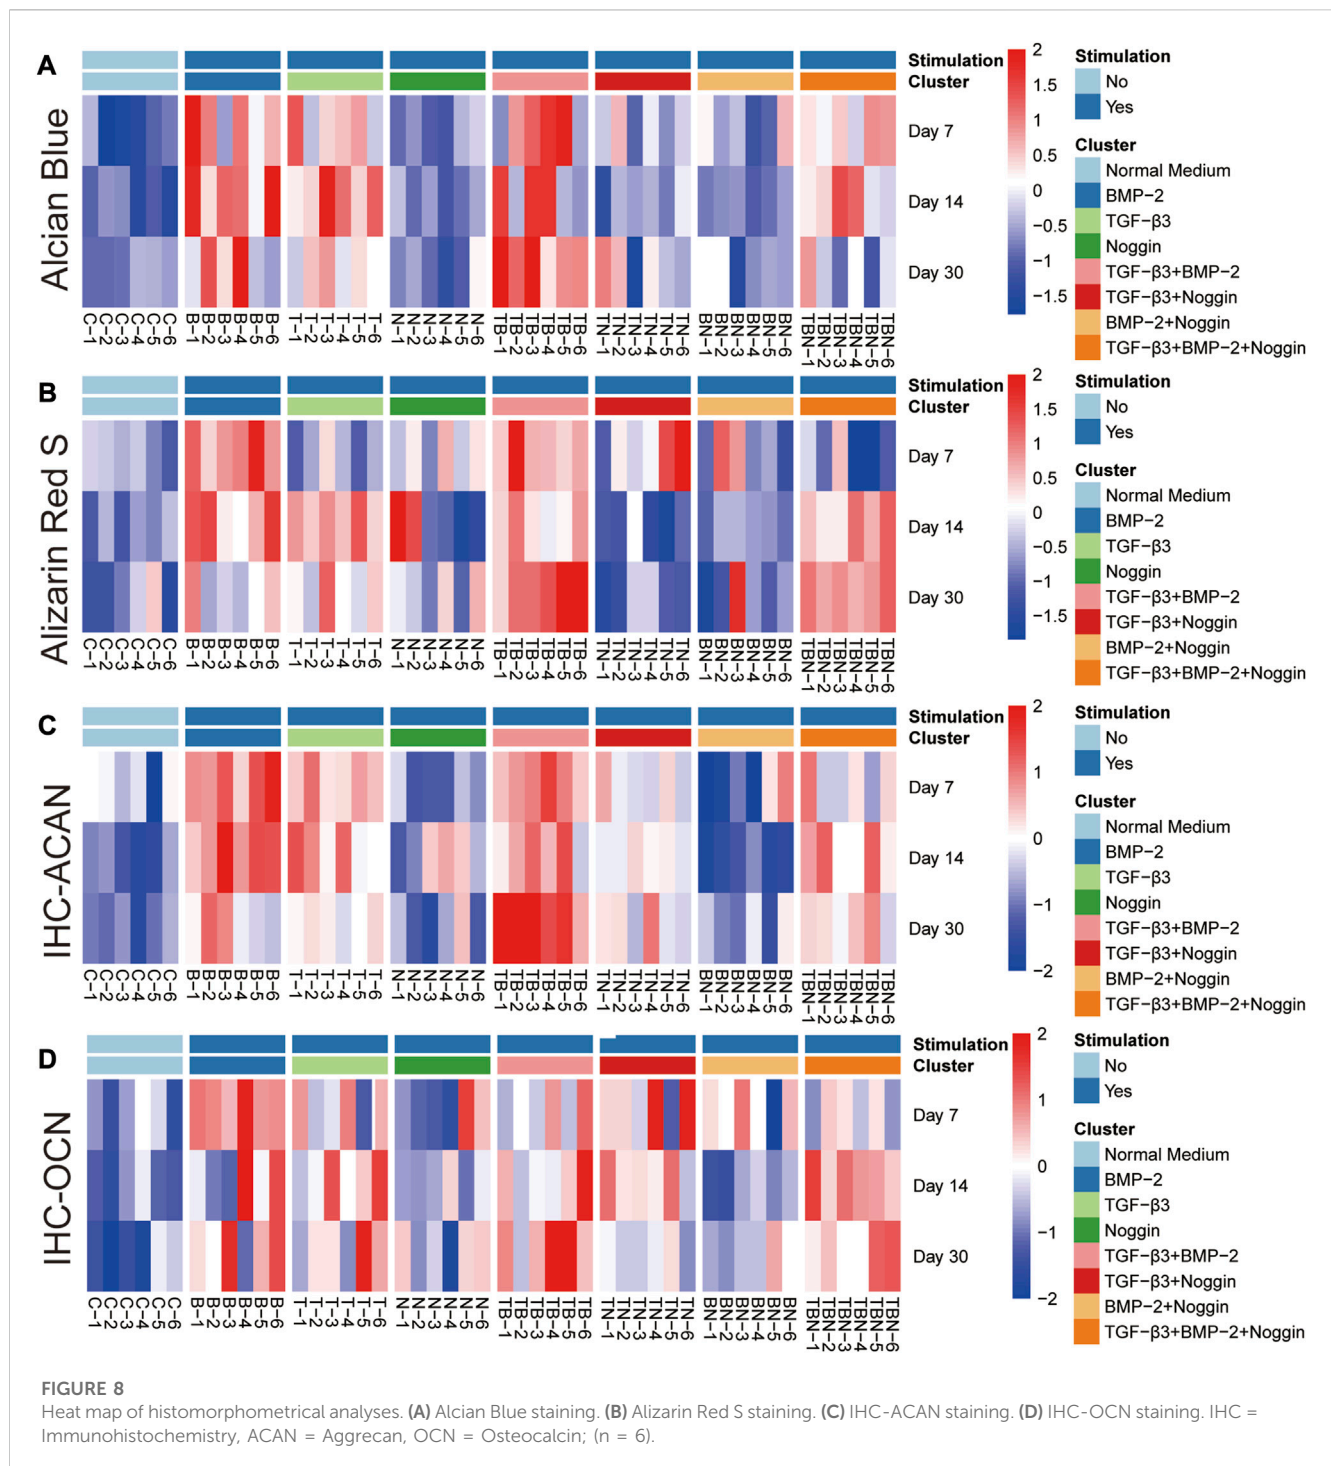 A
Alcian Blue
Stimulation
Cluster
Day 7
Day 14
Day 30
C−1 C−2 C−3 C−4 C−5 C−6 B−1 B−2 B−3 B−4 B−5 B−6 T−1 T−2 T−3 T−4 T−5 T−6 N−1 N−2 N−3 N−4 N−5 N−6 TB−1 TB−2 TB−3 TB−4 TB−5 TB−6 TN−1 TN−2 TN−3 TN−4 TN−5 TN−6 BN−1 BN−2 BN−3 BN−4 BN−5 BN−6 TBN−1 TBN−2 TBN−3 TBN−4 TBN−5 TBN−6
2
1.5
1
0.5
0
−0.5
−1
−1.5
Stimulation
No
Yes
Cluster
Normal Medium
BMP−2
TGF−β3
Noggin
TGF−β3+BMP−2
TGF−β3+Noggin
BMP−2+Noggin
TGF−β3+BMP−2+Noggin
B
Alizarin Red S
Stimulation
Cluster
Day 7
Day 14
Day 30
C−1 C−2 C−3 C−4 C−5 C−6 B−1 B−2 B−3 B−4 B−5 B−6 T−1 T−2 T−3 T−4 T−5 T−6 N−1 N−2 N−3 N−4 N−5 N−6 TB−1 TB−2 TB−3 TB−4 TB−5 TB−6 TN−1 TN−2 TN−3 TN−4 TN−5 TN−6 BN−1 BN−2 BN−3 BN−4 BN−5 BN−6 TBN−1 TBN−2 TBN−3 TBN−4 TBN−5 TBN−6
2
1.5
1
0.5
0
−0.5
−1
−1.5
Stimulation
No
Yes
Cluster
Normal Medium
BMP−2
TGF−β3
Noggin
TGF−β3+BMP−2
TGF−β3+Noggin
BMP−2+Noggin
TGF−β3+BMP−2+Noggin
C
IHC-ACAN
Stimulation
Cluster
Day 7
Day 14
Day 30
C−1 C−2 C−3 C−4 C−5 C−6 B−1 B−2 B−3 B−4 B−5 B−6 T−1 T−2 T−3 T−4 T−5 T−6 N−1 N−2 N−3 N−4 N−5 N−6 TB−1 TB−2 TB−3 TB−4 TB−5 TB−6 TN−1 TN−2 TN−3 TN−4 TN−5 TN−6 BN−1 BN−2 BN−3 BN−4 BN−5 BN−6 TBN−1 TBN−2 TBN−3 TBN−4 TBN−5 TBN−6
2
1
0
−1
−2
Stimulation
No
Yes
Cluster
Normal Medium
BMP−2
TGF−β3
Noggin
TGF−β3+BMP−2
TGF−β3+Noggin
BMP−2+Noggin
TGF−β3+BMP−2+Noggin
D
IHC-OCN
Stimulation
Cluster
Day 7
Day 14
Day 30
C−1 C−2 C−3 C−4 C−5 C−6 B−1 B−2 B−3 B−4 B−5 B−6 T−1 T−2 T−3 T−4 T−5 T−6 N−1 N−2 N−3 N−4 N−5 N−6 TB−1 TB−2 TB−3 TB−4 TB−5 TB−6 TN−1 TN−2 TN−3 TN−4 TN−5 TN−6 BN−1 BN−2 BN−3 BN−4 BN−5 BN−6 TBN−1 TBN−2 TBN−3 TBN−4 TBN−5 TBN−6
2
1
0
−1
−2
Stimulation
No
Yes
Cluster
Normal Medium
BMP−2
TGF−β3
Noggin
TGF−β3+BMP−2
TGF−β3+Noggin
BMP−2+Noggin
TGF−β3+BMP−2+Noggin
FIGURE 8
Heat map of histomorphometrical analyses. (A) Alcian Blue staining. (B) Alizarin Red S staining. (C) IHC-ACAN staining. (D) IHC-OCN staining. IHC =
Immunohistochemistry, ACAN = Aggrecan, OCN = Osteocalcin; (n = 6).